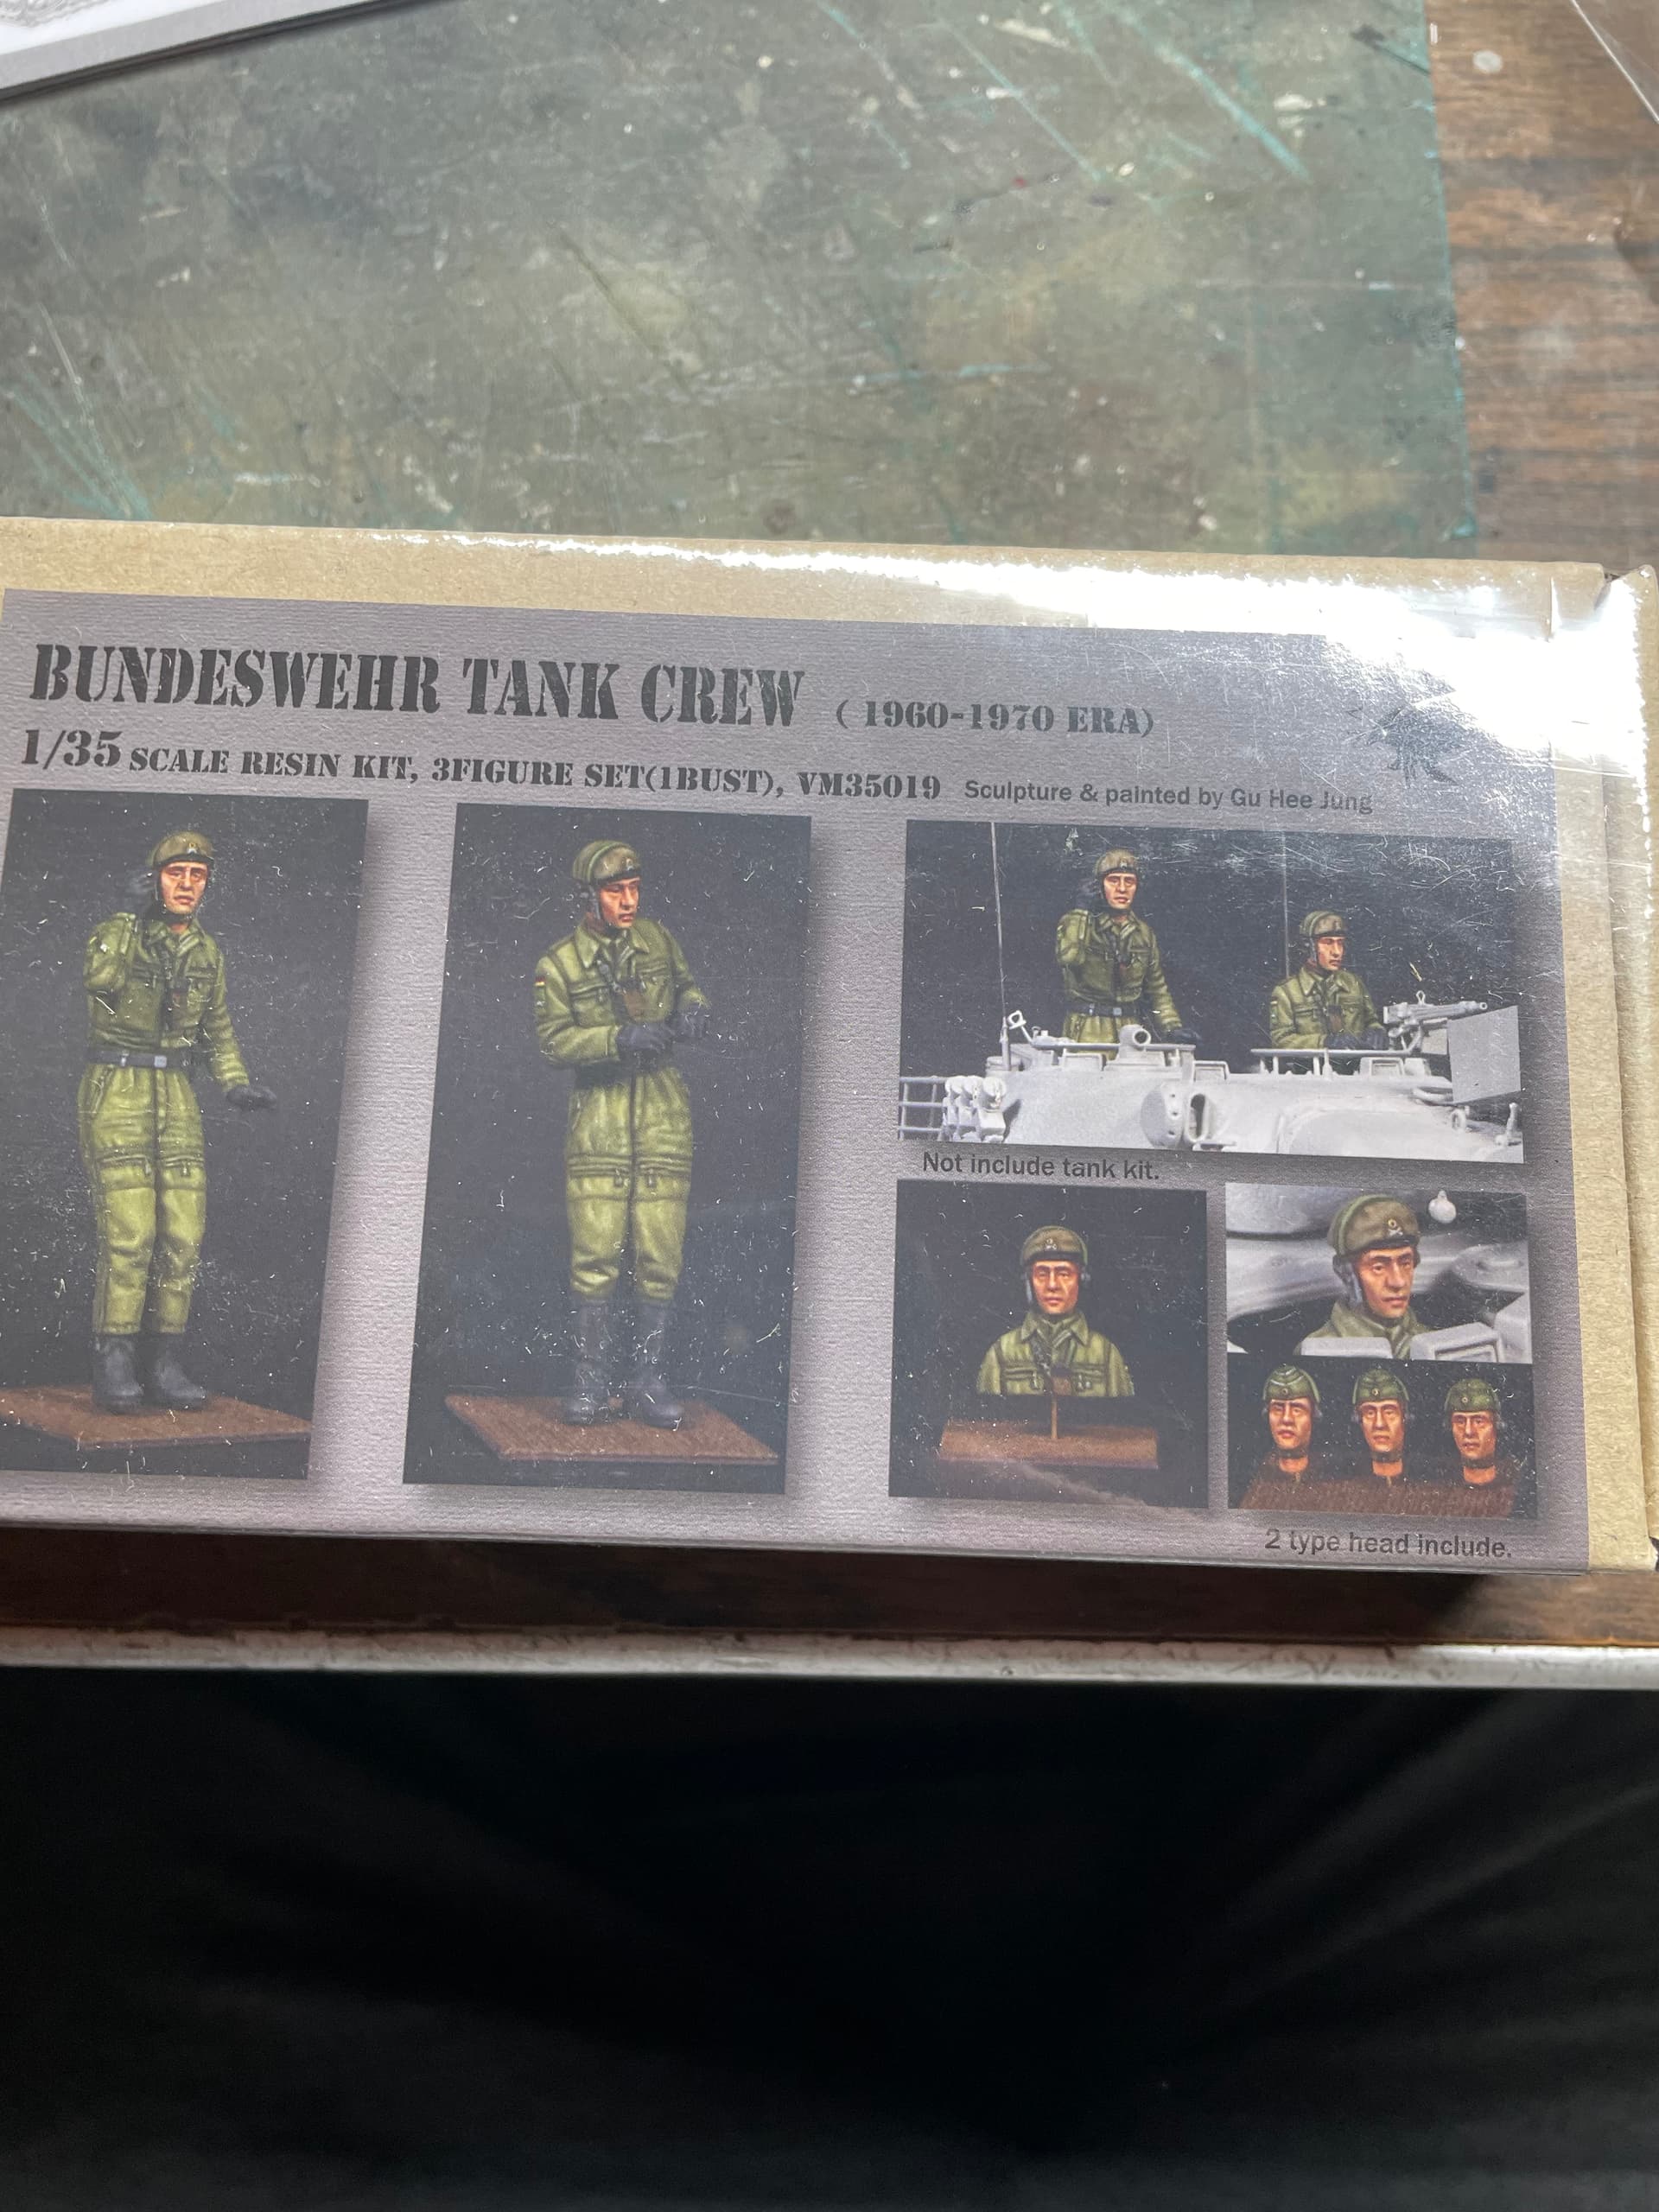 BUNDESWEHR TANK CREW ( 1960-1970 ERA)
1/35 SCALE RESIN KIT, 3FIGURE SET(1BUST), VM35019 Sculpture & painted by Gu Hee Jung
Not include tank kit.
2 type head include.